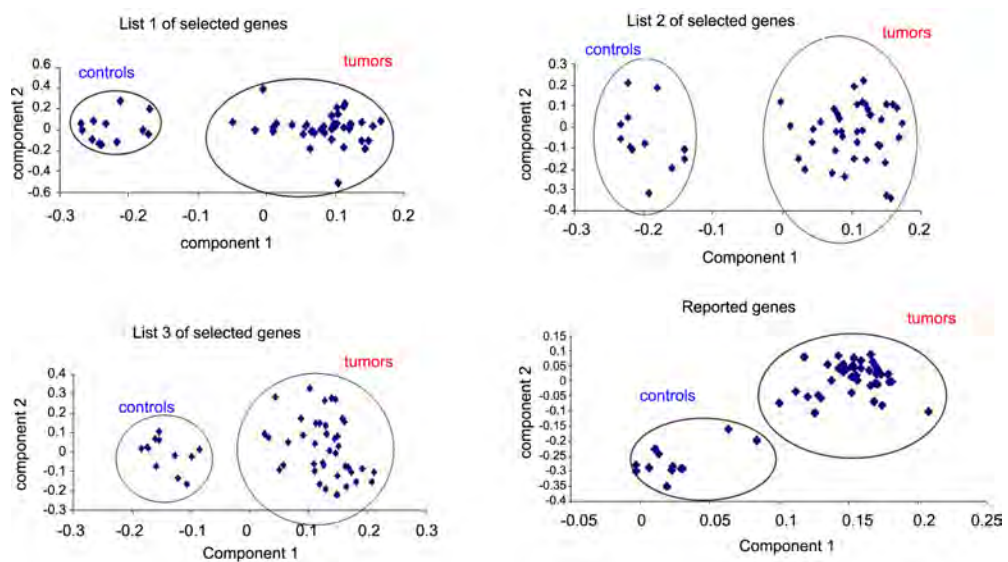 List 1 of selected genes
controls
tumors
component 2
0.6
0.4
0.2
0
-0.2
-0.4
-0.6
-0.3
-0.2
-0.1
0
0.1
0.2
component 1
List 2 of selected genes
controls
tumors
component 2
0.3
0.2
0.1
0
-0.1
-0.2
-0.3
-0.4
-0.3
-0.2
-0.1
0
0.1
0.2
Component 1
List 3 of selected genes
controls
tumors
component 2
0.4
0.3
0.2
0.1
0
-0.1
-0.2
-0.3
-0.3
-0.2
-0.1
0
0.1
0.2
0.3
Component 1
Reported genes
controls
tumors
component 2
0.15
0.15
0.05
0
-0.05
-0.15
-0.25
-0.3
-0.35
-0.4
-0.05
0
0.05
0.1
0.15
0.2
0.25
Component 1